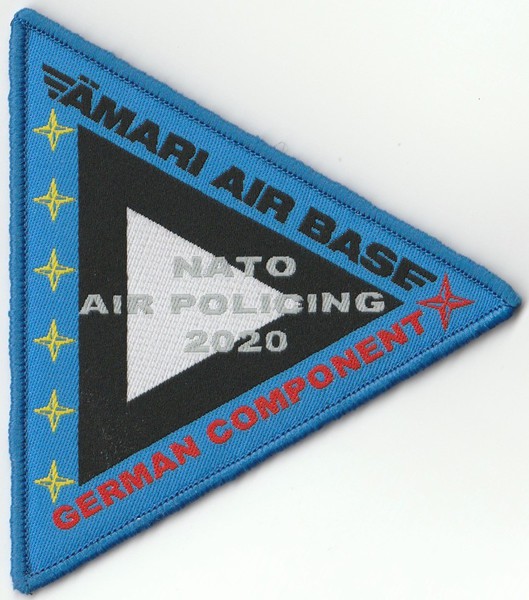 ÄMARI AIR BASE
NATO
AIR POLICING
2020
GERMAN COMPONENT